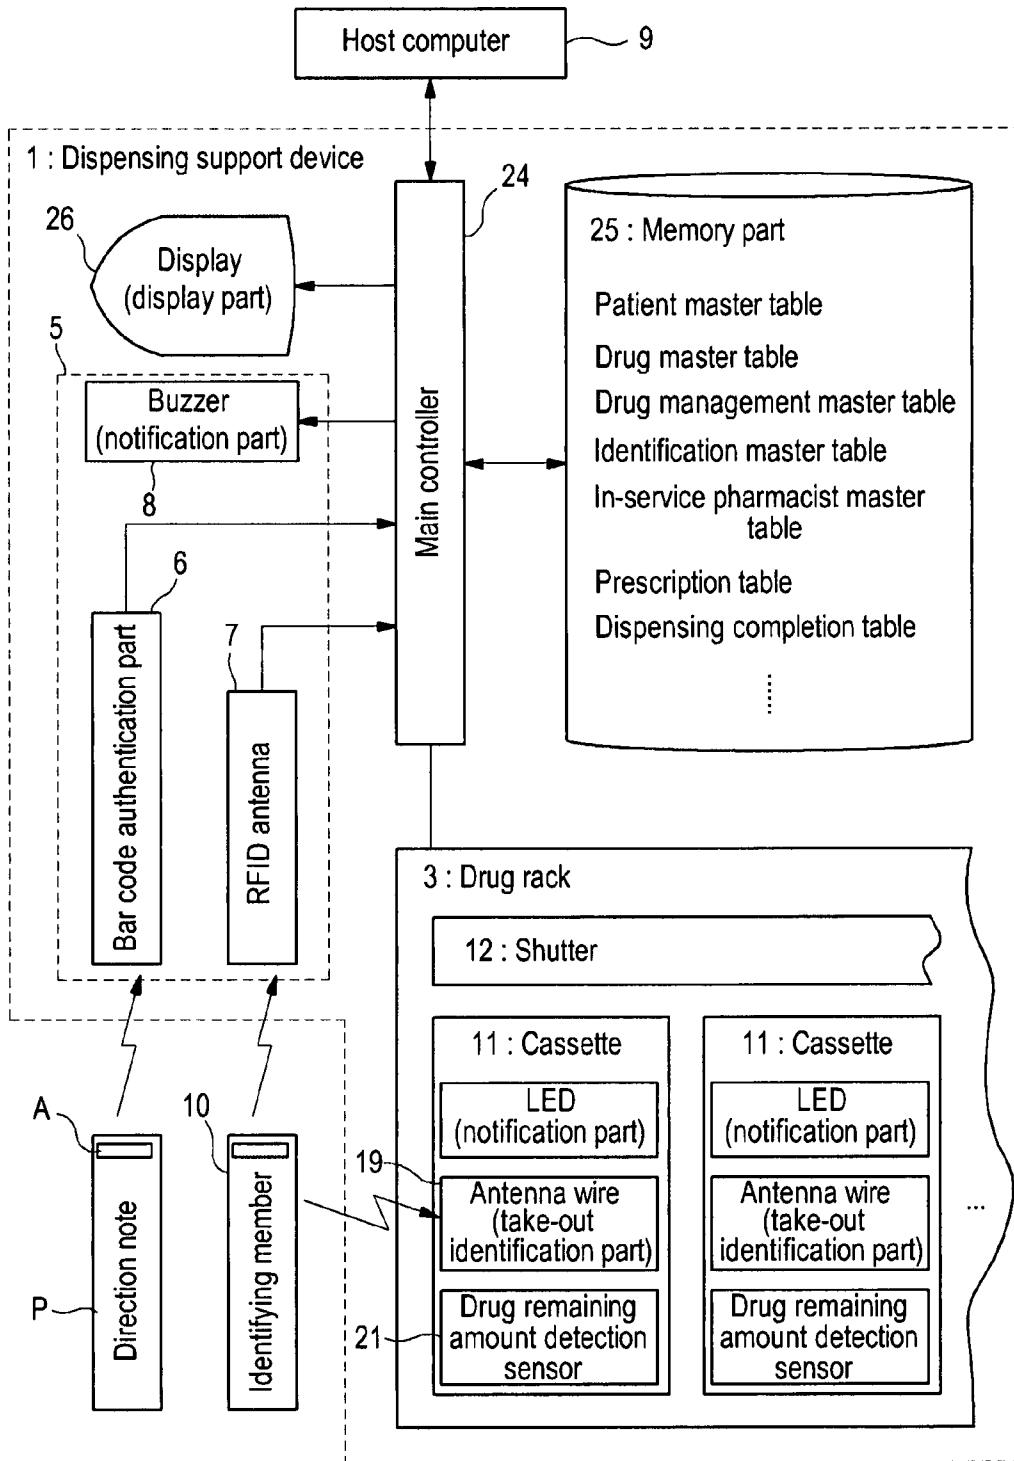 Host computer
9
1 : Dispensing support device
24
26
Display
(display part)
25 : Memory part
Patient master table
Drug master table
Drug management master table
Identification master table
In-service pharmacist master
table
Prescription table
Dispensing completion table
5
Buzzer
(notification part)
8
Main controller
6
Bar code authentication part
7
RFID antenna
3 : Drug rack
12 : Shutter
11 : Cassette
LED
(notification part)
19
Antenna wire
(take-out
identification part)
21
Drug remaining
amount detection
sensor
11 : Cassette
LED
(notification part)
Antenna wire
(take-out
identification part)
Drug remaining
amount detection
sensor
...
A
10
P
Direction note
Identifying member